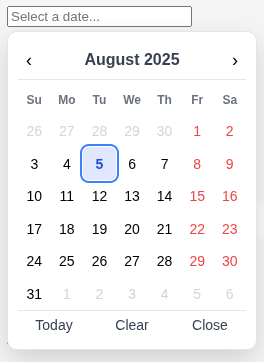 Select a date...
‹ August 2025 ›
Su Mo Tu We Th Fr Sa
26 27 28 29 30 1 2
3 4 5 6 7 8 9
10 11 12 13 14 15 16
17 18 19 20 21 22 23
24 25 26 27 28 29 30
31 1 2 3 4 5 6
Today Clear Close